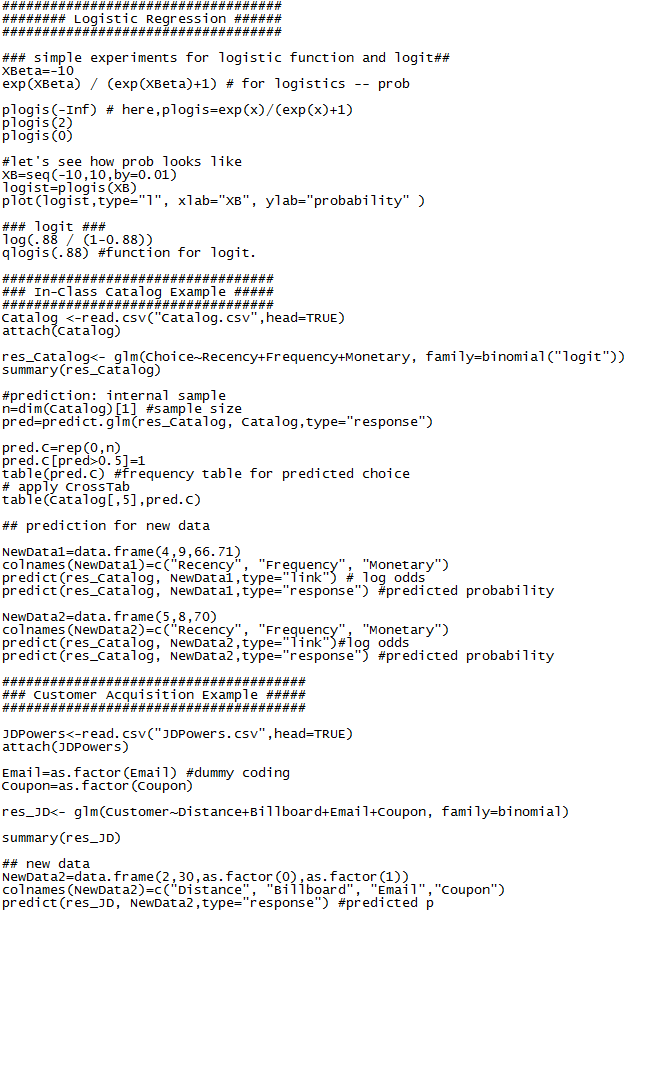 ###################################
######## Logistic Regression ######
###################################
### simple experiments for logistic function and logit##
XBeta=-10
exp(XBeta) / (exp(XBeta)+1) # for logistics -- prob
plogis(-Inf) # here,plogis=exp(x)/(exp(x)+1)
plogis(2)
plogis(0)
#let's see how prob looks like
XB=seq(-10,10,by=0.01)
logist=plogis(XB)
plot(logist,type="l", xlab="XB", ylab="probability" )
### logit ###
log(.88 / (1-0.88))
qlogis(.88) #function for logit.
##################################
### In-Class Catalog Example #####
##################################
Catalog <-read.csv("Catalog.csv",head=TRUE)
attach(Catalog)
res_Catalog<- glm(Choice~Recency+Frequency+Monetary, family=binomial("logit"))
summary(res_Catalog)
#prediction: internal sample
n=dim(Catalog)[1] #sample size
pred=predict.glm(res_Catalog, Catalog,type="response")
pred.C=rep(0,n)
pred.C[pred>0.5]=1
table(pred.C) #frequency table for predicted choice
# apply CrossTab
table(Catalog[,5],pred.C)
## prediction for new data
NewData1=data.frame(4,9,66.71)
colnames(NewData1)=c("Recency", "Frequency", "Monetary")
predict(res_Catalog, NewData1,type="link") # log odds
predict(res_Catalog, NewData1,type="response") #predicted probability
NewData2=data.frame(5,8,70)
colnames(NewData2)=c("Recency", "Frequency", "Monetary")
predict(res_Catalog, NewData2,type="link")#log odds
predict(res_Catalog, NewData2,type="response") #predicted probability
######################################
### Customer Acquisition Example #####
######################################
JDPowers<-read.csv("JDPowers.csv",head=TRUE)
attach(JDPowers)
Email=as.factor(Email) #dummy coding
Coupon=as.factor(Coupon)
res_JD<- glm(Customer~Distance+Billboard+Email+Coupon, family=binomial)
summary(res_JD)
## new data
NewData2=data.frame(2,30,as.factor(0),as.factor(1))
colnames(NewData2)=c("Distance", "Billboard", "Email","Coupon")
predict(res_JD, NewData2,type="response") #predicted p